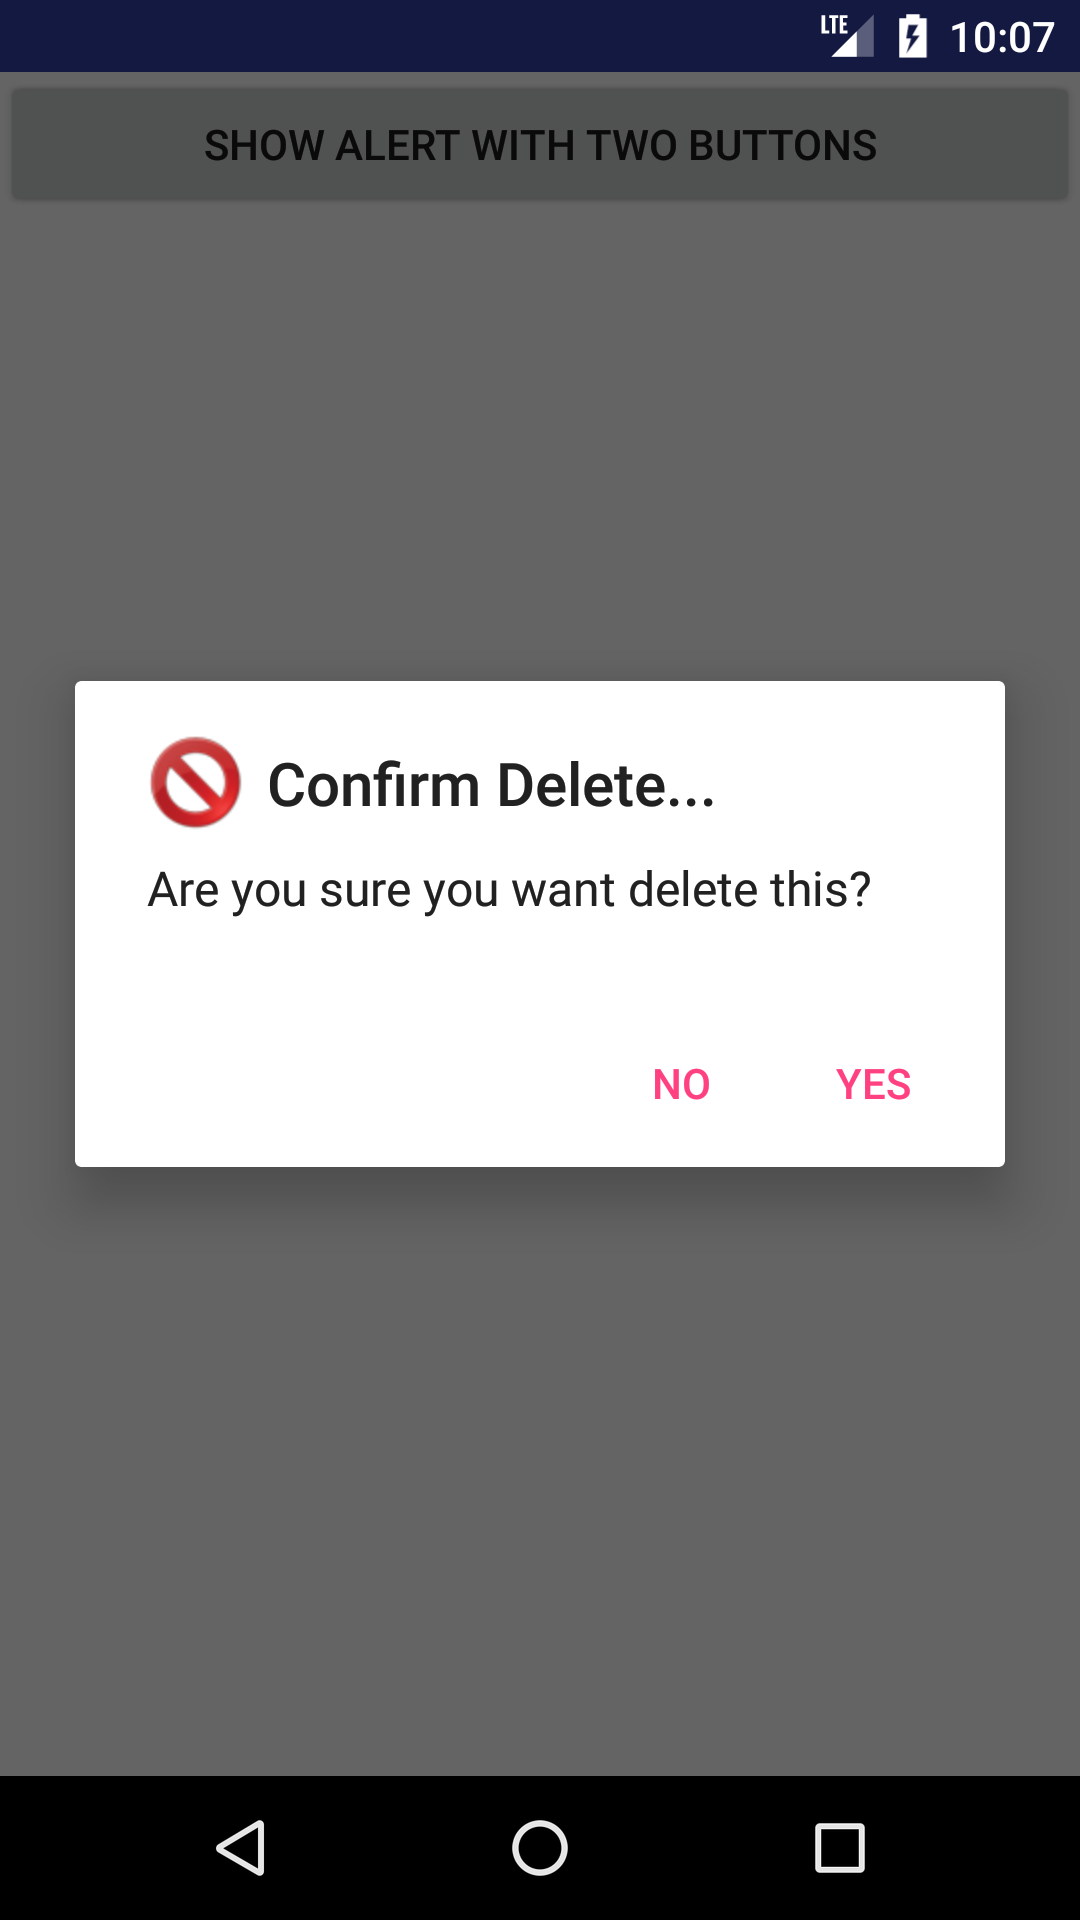 LTE 10:07
SHOW ALERT WITH TWO BUTTONS
Confirm Delete...
Are you sure you want delete this?
NO YES